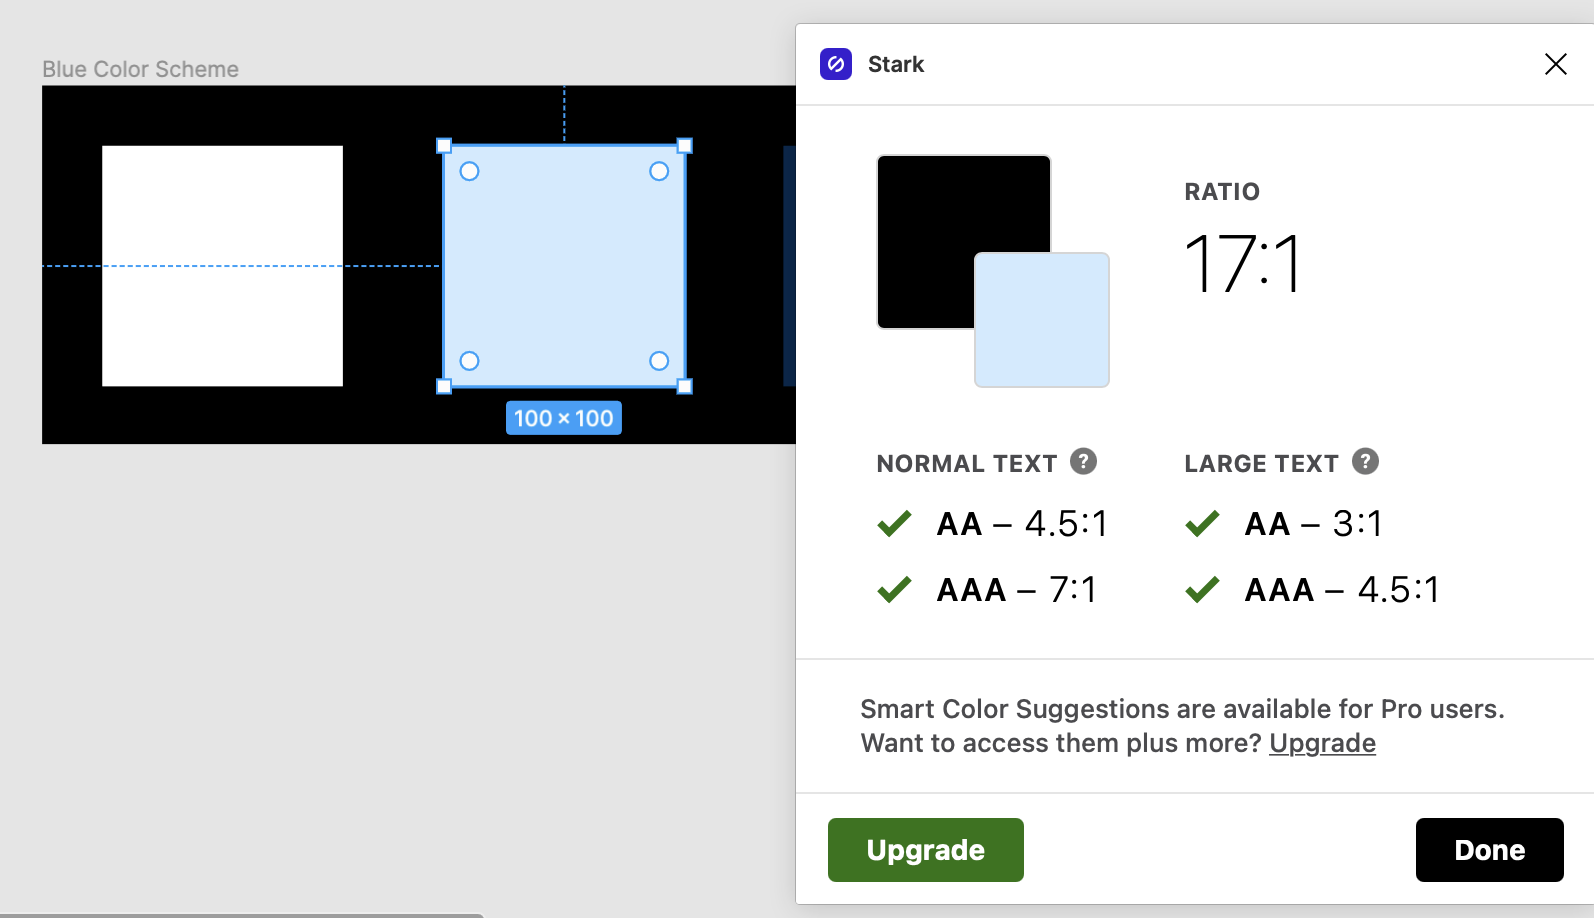 Blue Color Scheme
100 × 100
Stark
RATIO
17:1
NORMAL TEXT ?
AA – 4.5:1
AAA – 7:1
LARGE TEXT ?
AA – 3:1
AAA – 4.5:1
Smart Color Suggestions are available for Pro users.
Want to access them plus more? Upgrade
Upgrade
Done